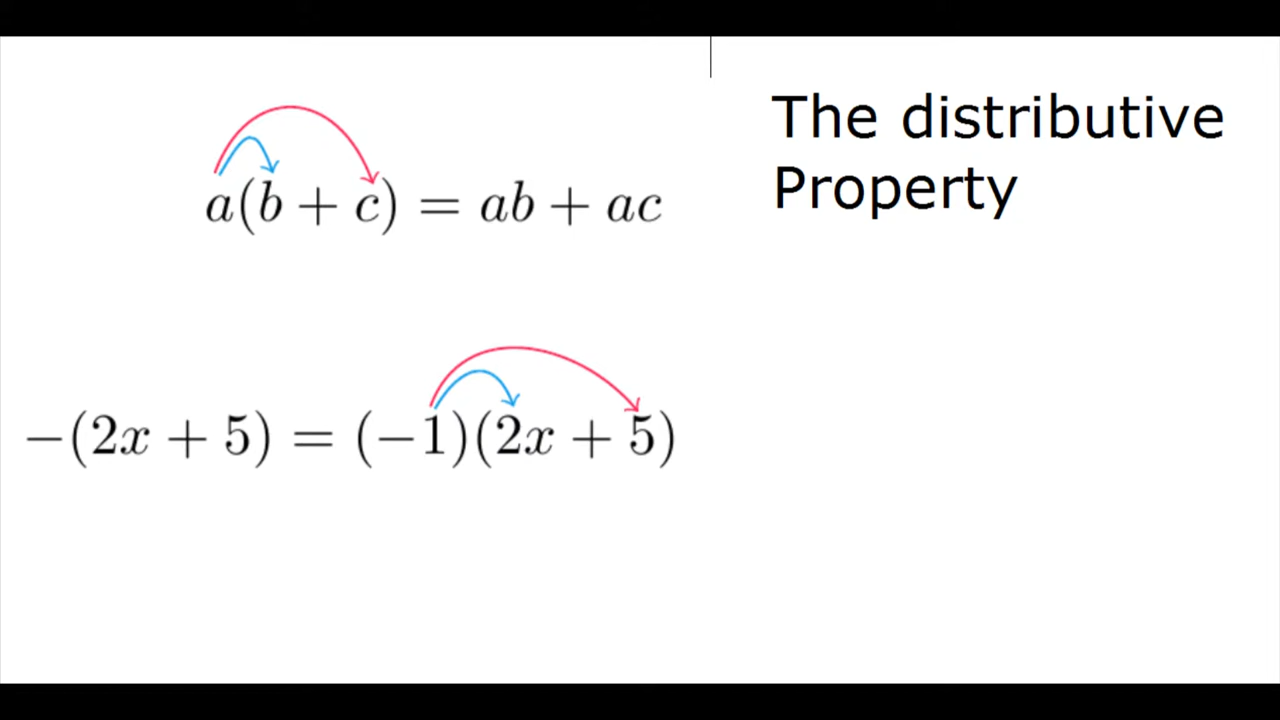 a(b + c) = ab + ac
The distributive
Property
−(2x + 5) = (−1)(2x + 5)